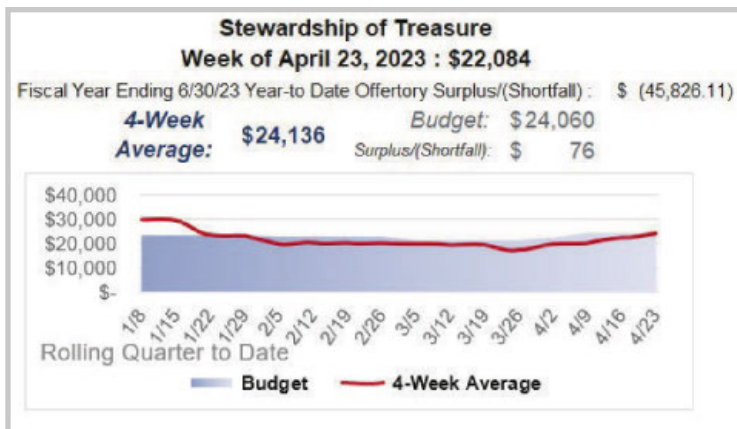 Stewardship of Treasure
Week of April 23, 2023 : $22,084
Fiscal Year Ending 6/30/23 Year-to Date Offertory Surplus/(Shortfall) : $ (45,826.11)
4-Week Average: $24,136
Budget: $24,060
Surplus/(Shortfall): $ 76
$40,000
$30,000
$20,000
$10,000
$-
1/8 1/15 1/22 1/29 2/5 2/12 2/19 2/26 3/5 3/12 3/19 3/26 4/2 4/9 4/16 4/23
Rolling Quarter to Date
Budget 4-Week Average